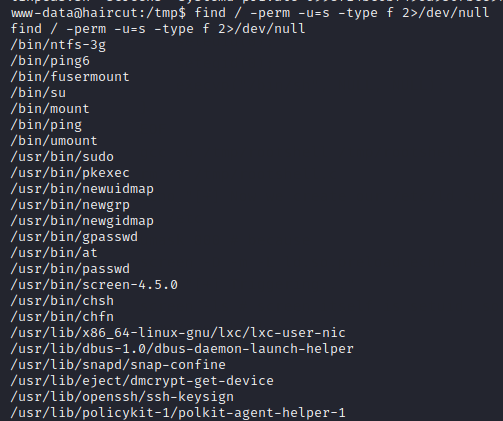 www-data@haircut:/tmp$ find / -perm -u=s -type f 2>/dev/null
find / -perm -u=s -type f 2>/dev/null
/bin/ntfs-3g
/bin/ping6
/bin/fusermount
/bin/su
/bin/mount
/bin/ping
/bin/umount
/usr/bin/sudo
/usr/bin/pkexec
/usr/bin/newuidmap
/usr/bin/newgrp
/usr/bin/newgidmap
/usr/bin/gpasswd
/usr/bin/at
/usr/bin/passwd
/usr/bin/screen-4.5.0
/usr/bin/chsh
/usr/bin/chfn
/usr/lib/x86_64-linux-gnu/lxc/lxc-user-nic
/usr/lib/dbus-1.0/dbus-daemon-launch-helper
/usr/lib/snapd/snap-confine
/usr/lib/eject/dmcrypt-get-device
/usr/lib/openssh/ssh-keysign
/usr/lib/policykit-1/polkit-agent-helper-1